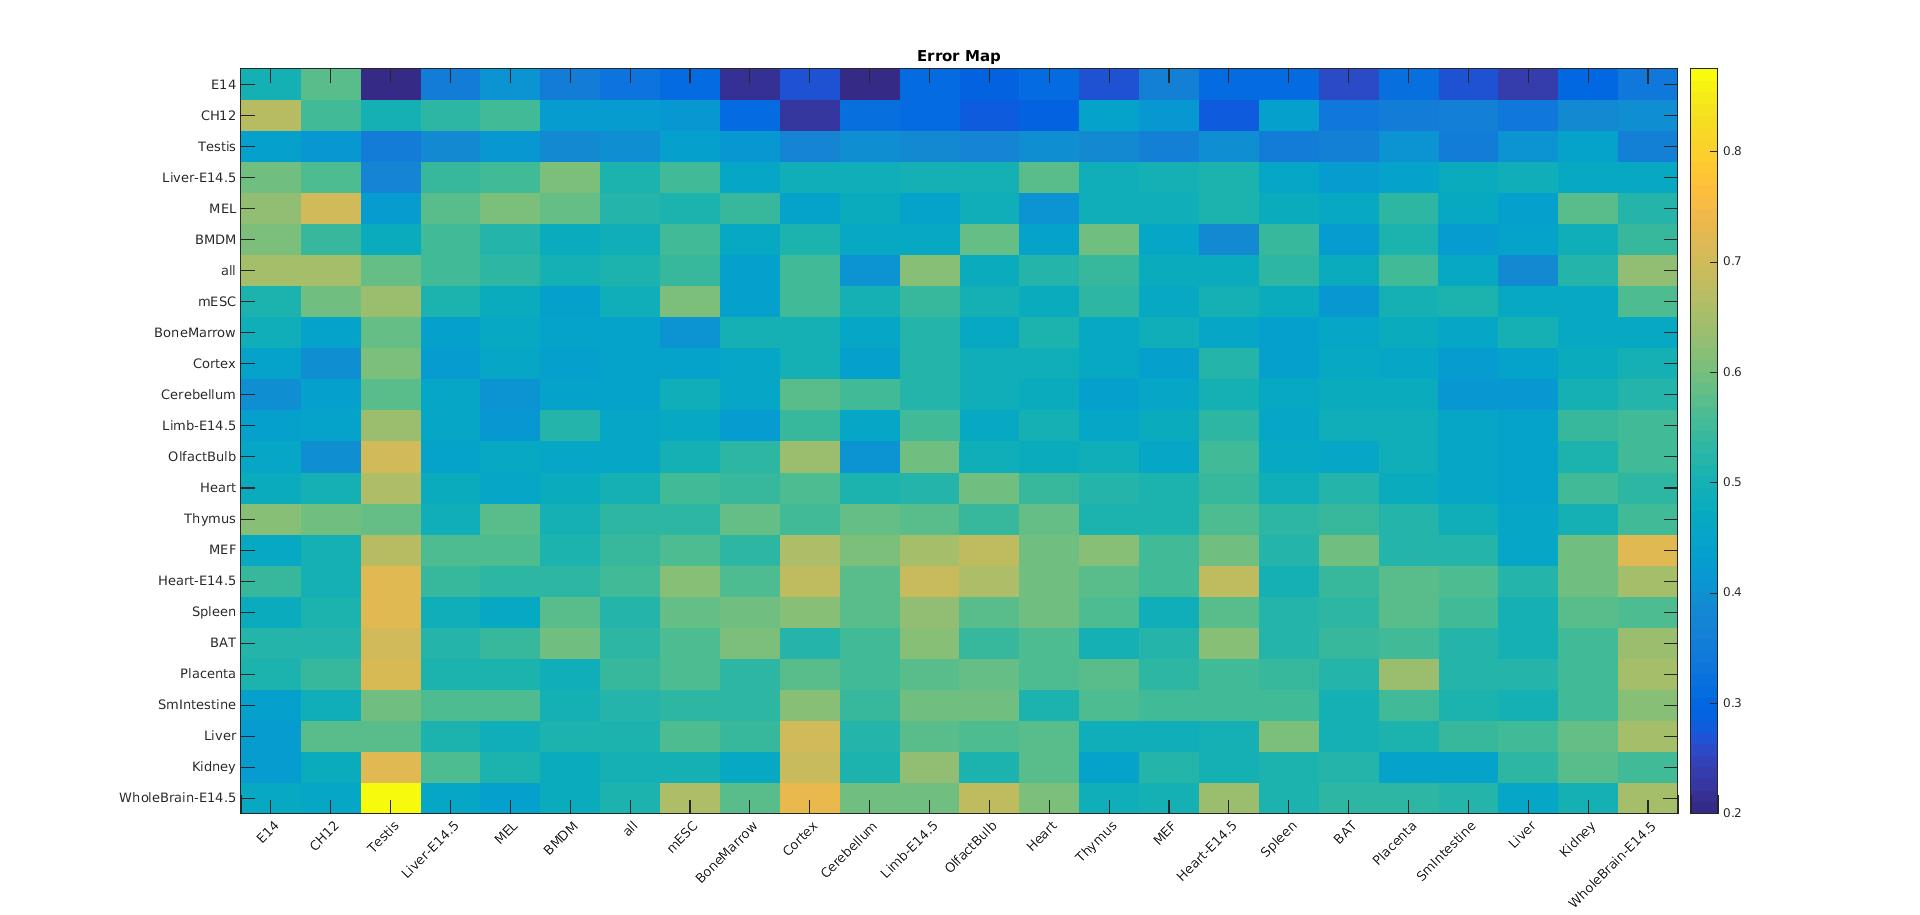 Error Map
E14
CH12
Testis
Liver-E14.5
MEL
BMDM
all
mESC
BoneMarrow
Cortex
Cerebellum
Limb-E14.5
OlfactBulb
Heart
Thymus
MEF
Heart-E14.5
Spleen
BAT
Placenta
SmIntestine
Liver
Kidney
WholeBrain-E14.5
E14
CH12
Testis
Liver-E14.5
MEL
BMDM
all
mESC
BoneMarrow
Cortex
Cerebellum
Limb-E14.5
OlfactBulb
Heart
Thymus
MEF
Heart-E14.5
Spleen
BAT
Placenta
SmIntestine
Liver
Kidney
WholeBrain-E14.5
0.8
0.7
0.6
0.5
0.4
0.3
0.2